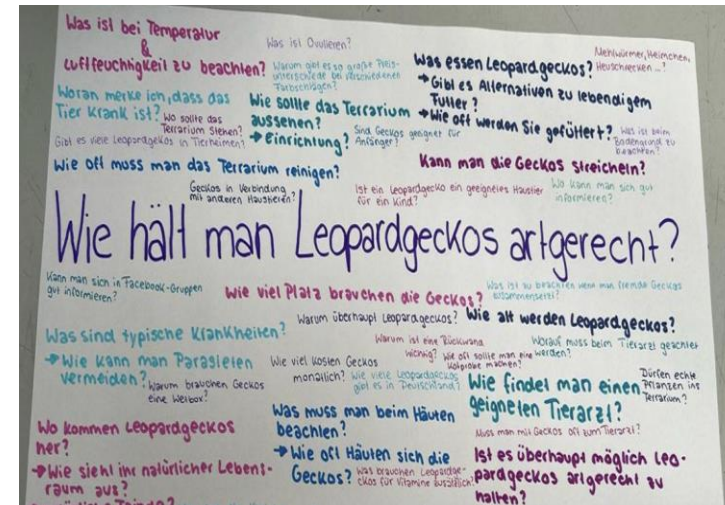 Was ist bei Temperatur
&
Luftfeuchtigkeit zu beachten?
Was ist Ovulieren?
Warum gibt es so große Preis-
unterschiede bei verschiedenen
Farbschlägen?
Was essen Leopardgeckos?
Mehlwürmer, Heimchen,
Heuschrecken ...?
→ Gibt es Alternativen zu lebendigem
Futter?
→ Wie oft werden Sie gefüttert?
Woran merke ich, dass das
Tier krank ist?
Wo sollte das
Terrarium stehen?
Wie sollte das Terrarium
aussehen?
→ Einrichtung?
Sind Geckos geignet für
Anfänger?
Was ist beim
Bodengrund zu
beachten?
Gibt es viele Leopardgekos in Tierheimen?
Wie oft muss man das Terrarium reinigen?
Kann man die Geckos streicheln?
Geckos in Verbindung
mit anderen Haustieren?
Ist ein Leopardgecko ein geeignetes Haustier
für ein Kind?
Wo kann man sich gut
informieren?
Wie hält man Leopardgeckos artgerecht?
Kann man sich in Facebook-Gruppen
gut informieren?
Wie viel Platz brauchen die Geckos?
Was ist zu beachten wenn man fremde Geckos
zusammensetzt?
Warum überhaupt Leopardgeckos?
Wie alt werden Leopardgeckos?
Was sind typische Krankheiten?
→ Wie kann man Parasieten
vermeiden?
Warum brauchen Geckos
eine Wetbox?
Wie viel kosten Geckos
monatlich?
Warum ist eine Rückwand
wichtig?
Wie oft sollte man eine
Kotprobe machen?
Worauf muss beim Tierarzt geachtet
werden?
Wie viele Leopardgeckos
gibt es in Deutschland?
Wie findet man einen
geigneten Tierarzt?
Dürfen echte
Pflanzen ins
Terrarium?
Wo kommen Leopardgeckos
her?
→ Wie sieht ihr natürlicher Lebens-
raum aus?
Was muss man beim Häuten
beachten?
→ Wie oft Häuten sich die
Geckos?
Was brauchen Leopardge-
ckos für Vitamine zusätzlich?
Muss man mit Geckos oft zum Tierarzt?
Ist es überhaupt möglich Leo-
pardgeckos artgerecht zu
halten?